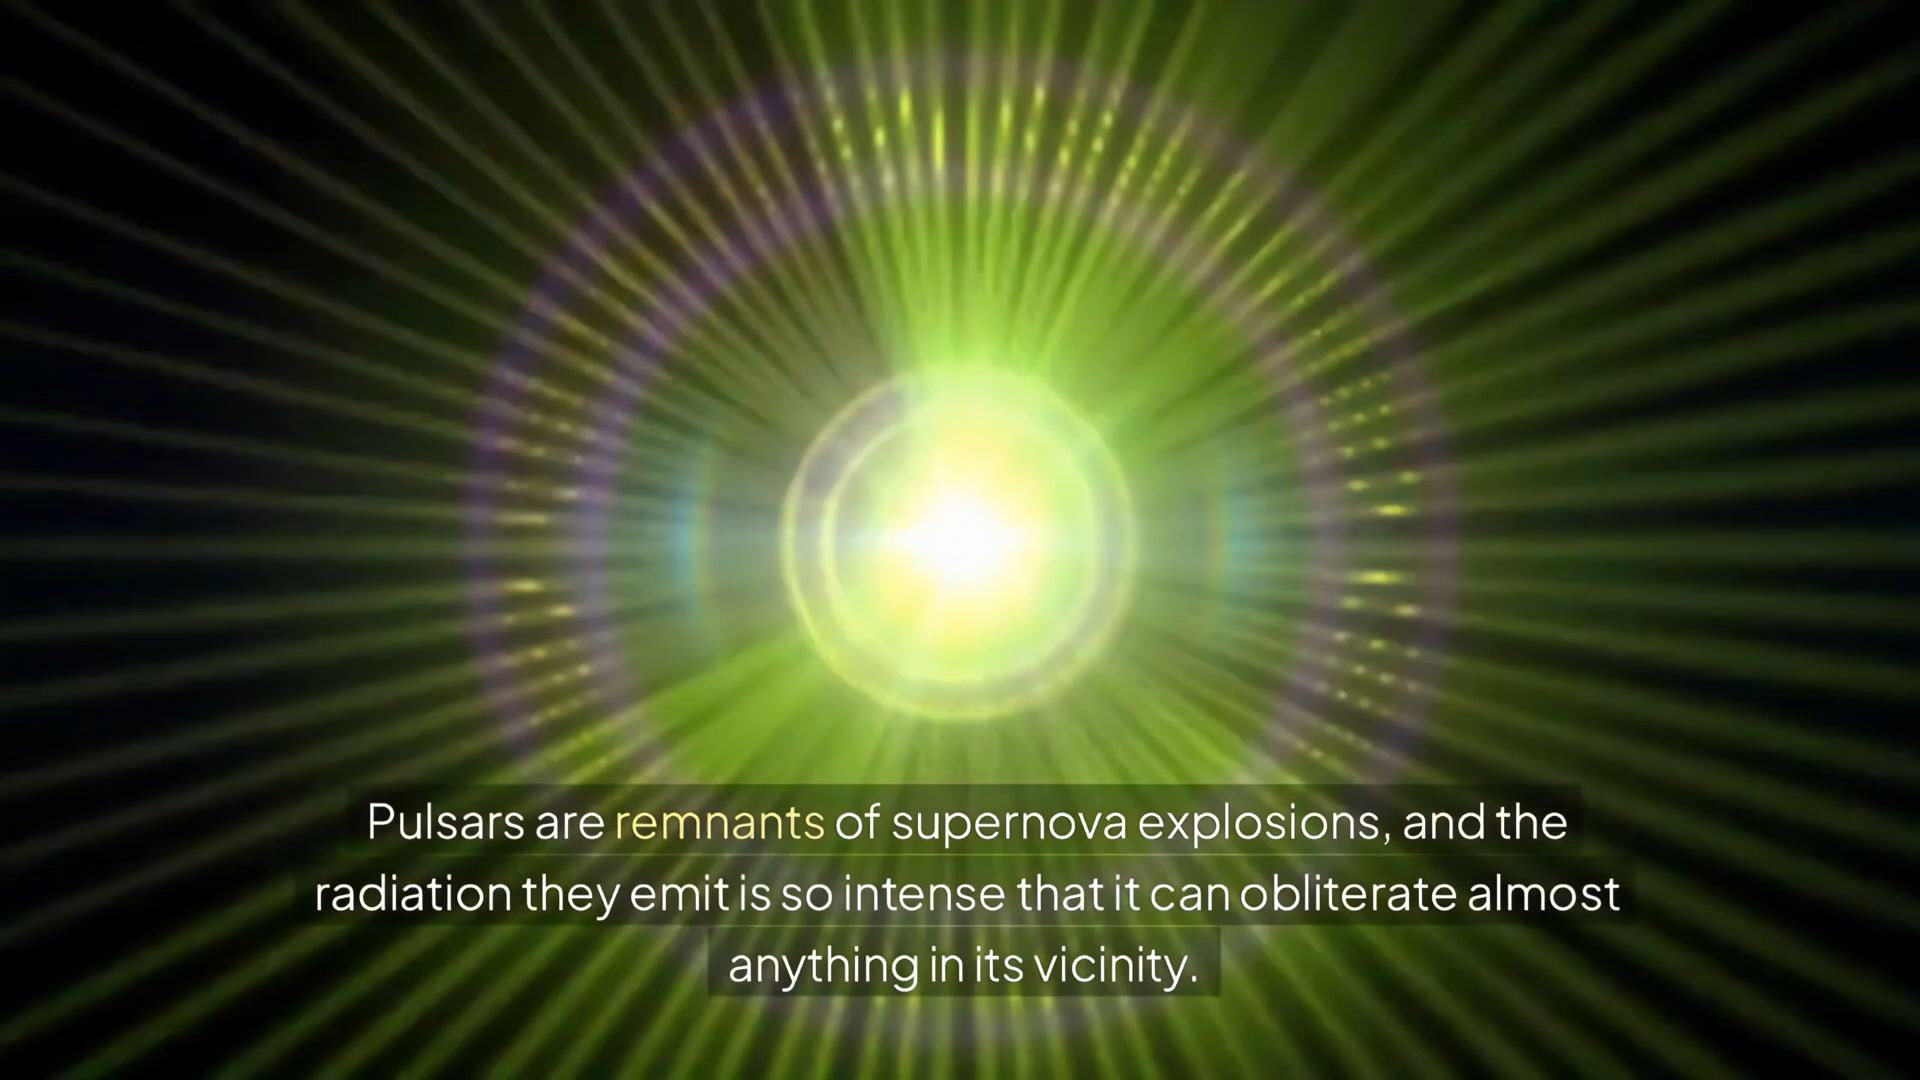 Pulsars are remnants of supernova explosions, and the
radiation they emit is so intense that it can obliterate almost
anything in its vicinity.